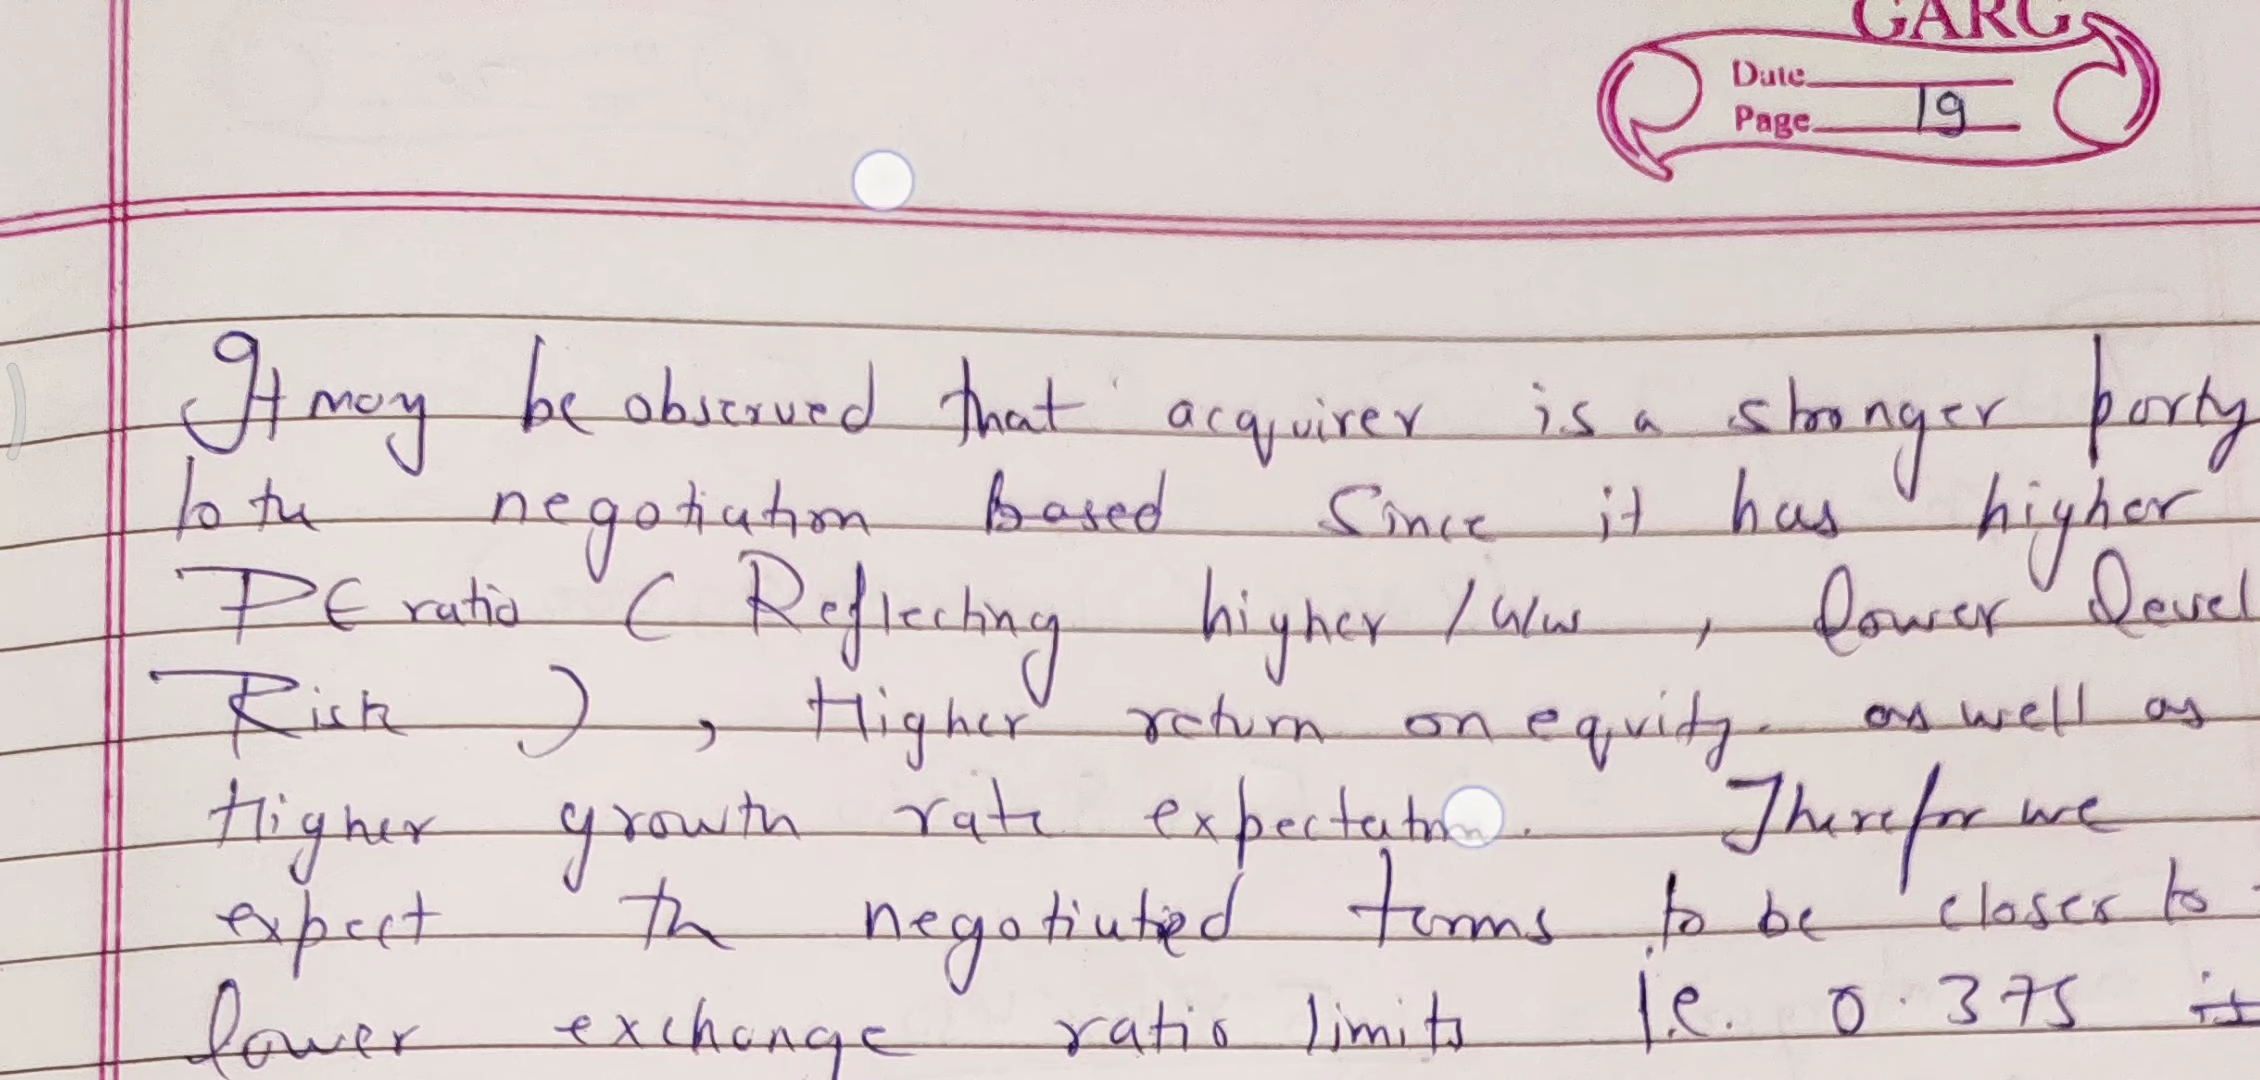 GARG
Date
Page 19
It may be observed that acquirer is a stronger party
to the negotiation based Since it has higher
PE ratio ( Reflecting higher / , lower level
Risk ) , Higher return on equity. as well as
Higher growth rate expectation. Therefor we
expect the negotiated terms to be closer to
lower exchange ratio limits I.e. 0.375